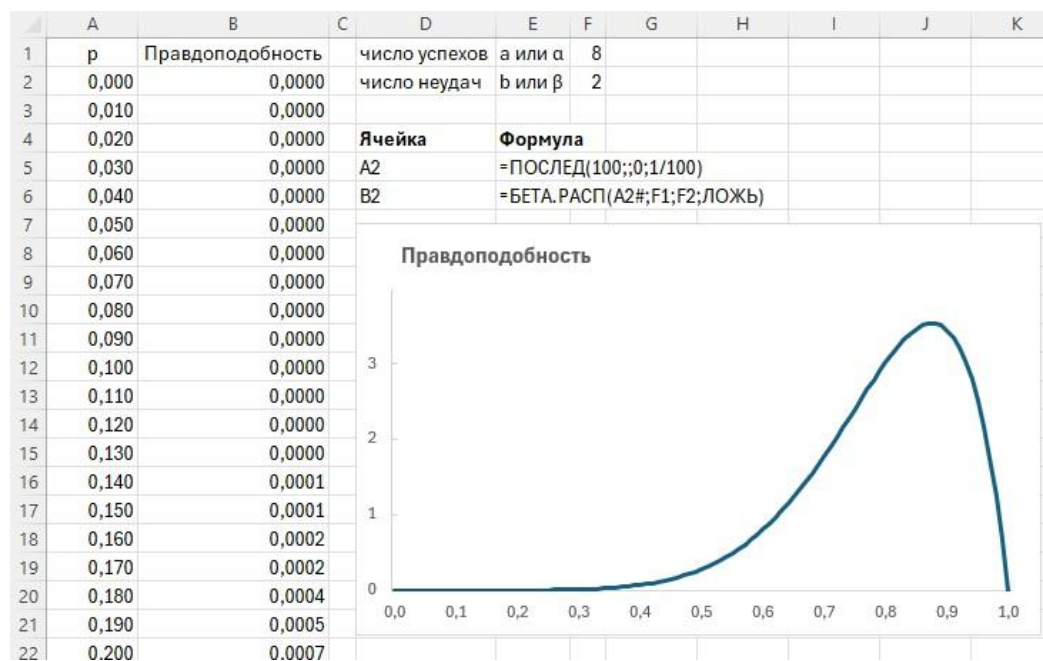 A B C D E F G H I J K
1 p Правдоподобность число успехов a или α 8
2 0,000 0,0000 число неудач b или β 2
3 0,010 0,0000
4 0,020 0,0000 Ячейка Формула
5 0,030 0,0000 A2 =ПОСЛЕД(100;;0;1/100)
6 0,040 0,0000 B2 =БЕТА.РАСП(A2#;F1;F2;ЛОЖЬ)
7 0,050 0,0000
8 0,060 0,0000
9 0,070 0,0000
10 0,080 0,0000
11 0,090 0,0000
12 0,100 0,0000
13 0,110 0,0000
14 0,120 0,0000
15 0,130 0,0000
16 0,140 0,0001
17 0,150 0,0001
18 0,160 0,0002
19 0,170 0,0002
20 0,180 0,0004
21 0,190 0,0005
22 0,200 0,0007
Правдоподобность
3
2
1
0
0,0 0,1 0,2 0,3 0,4 0,5 0,6 0,7 0,8 0,9 1,0